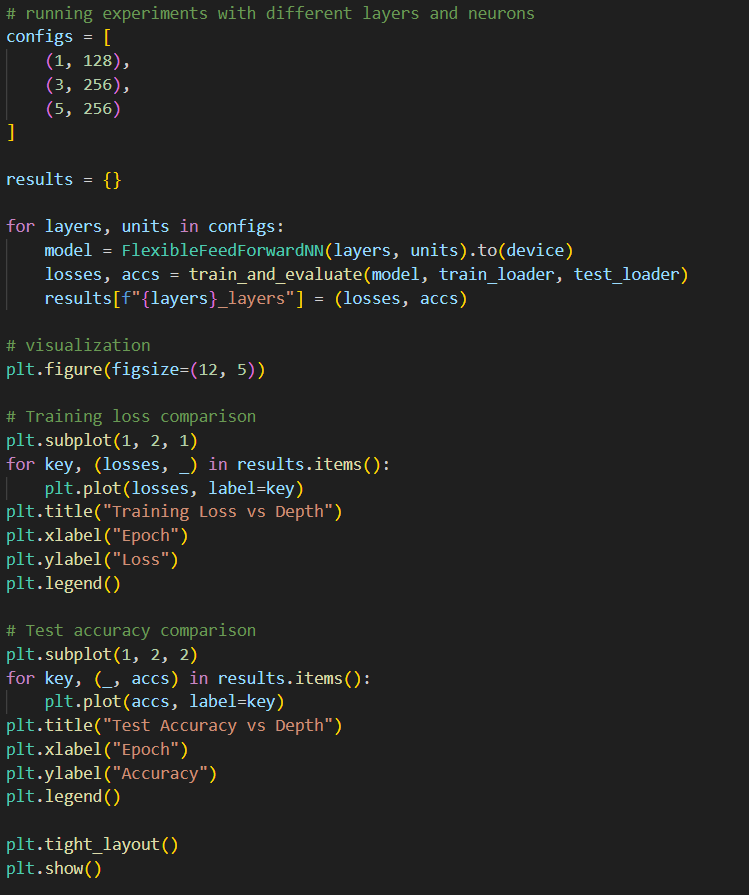 # running experiments with different layers and neurons
configs = [
    (1, 128),
    (3, 256),
    (5, 256)
]

results = {}

for layers, units in configs:
    model = FlexibleFeedForwardNN(layers, units).to(device)
    losses, accs = train_and_evaluate(model, train_loader, test_loader)
    results[f"{layers}_layers"] = (losses, accs)

# visualization
plt.figure(figsize=(12, 5))

# Training loss comparison
plt.subplot(1, 2, 1)
for key, (losses, _) in results.items():
    plt.plot(losses, label=key)
plt.title("Training Loss vs Depth")
plt.xlabel("Epoch")
plt.ylabel("Loss")
plt.legend()

# Test accuracy comparison
plt.subplot(1, 2, 2)
for key, (_, accs) in results.items():
    plt.plot(accs, label=key)
plt.title("Test Accuracy vs Depth")
plt.xlabel("Epoch")
plt.ylabel("Accuracy")
plt.legend()

plt.tight_layout()
plt.show()